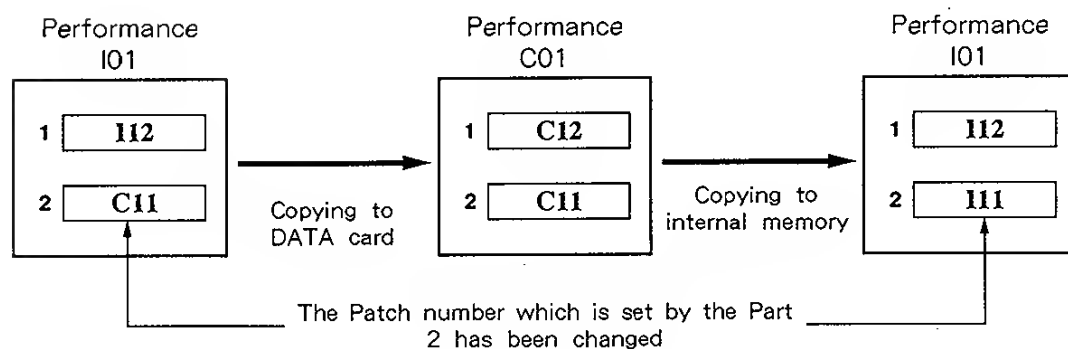 Performance
I01
1 I12
2 C11
Copying to
DATA card
Performance
C01
1 C12
2 C11
Copying to
internal memory
Performance
I01
1 I12
2 I11
The Patch number which is set by the Part
2 has been changed